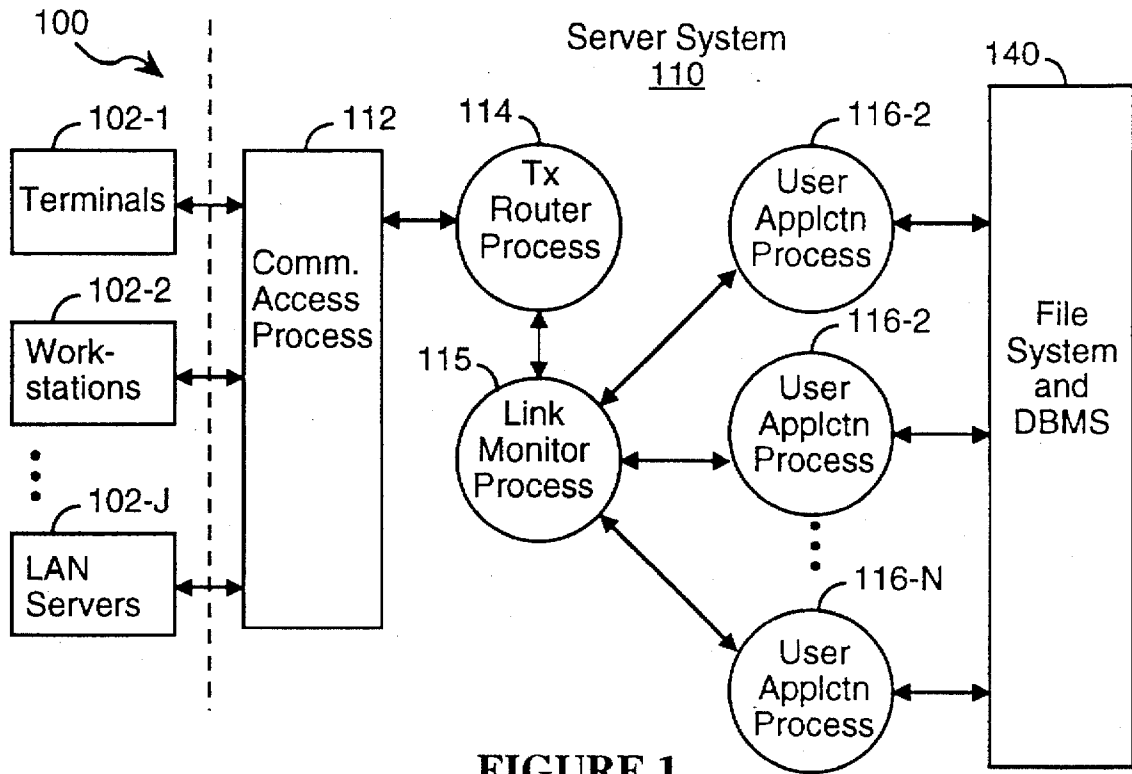 100
Server System
110
140
102-1
Terminals
112
Comm.
Access
Process
114
Tx
Router
Process
116-2
User
Applctn
Process
102-2
Work-
stations
115
Link
Monitor
Process
116-2
User
Applctn
Process
File
System
and
DBMS
102-J
LAN
Servers
116-N
User
Applctn
Process
FIGURE 1